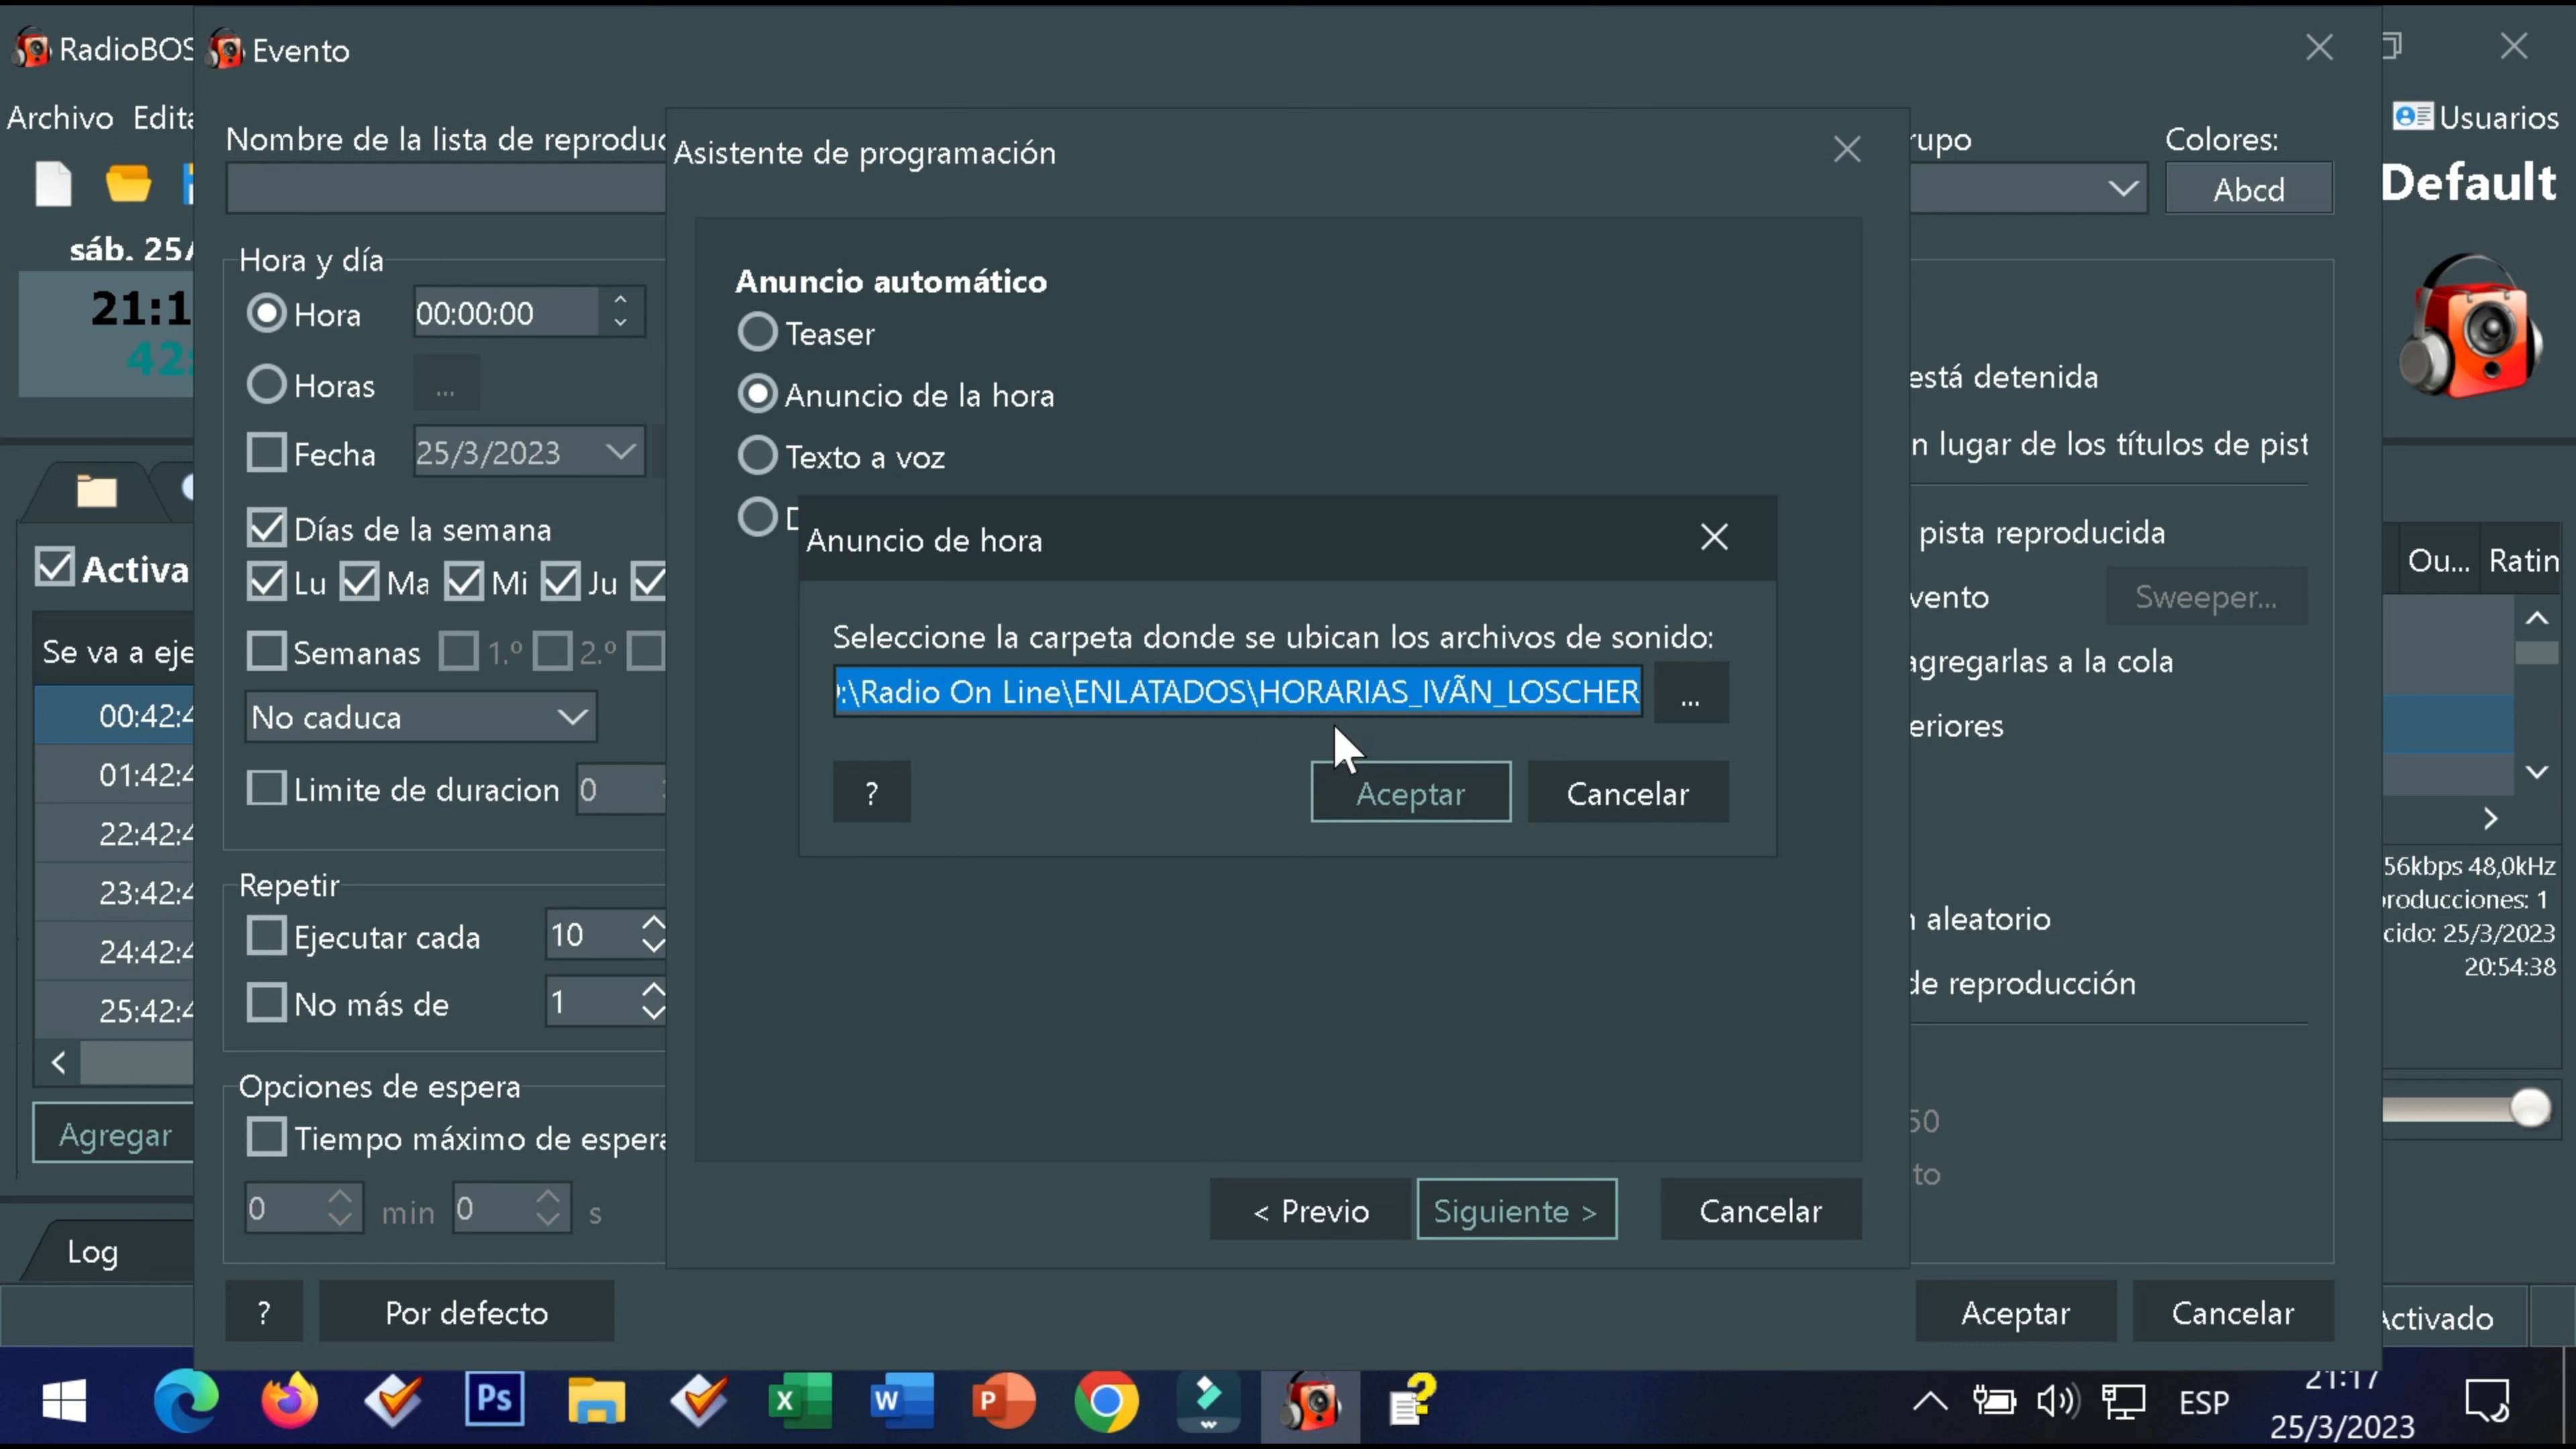 RadioBOS
Evento
Archivo Edita
Usuarios
Nombre de la lista de reproduc
rupo
Colores:
Abcd
Default
Asistente de programación
sáb. 25/
21:1
42:
Hora y día
Hora 00:00:00
Horas ...
Fecha 25/3/2023
Días de la semana
Lu Ma Mi Ju
Semanas 1.º 2.º
No caduca
Limite de duracion 0
Anuncio automático
Teaser
Anuncio de la hora
Texto a voz
Anuncio de hora
Seleccione la carpeta donde se ubican los archivos de sonido:
:\Radio On Line\ENLATADOS\HORARIAS_IVÃN_LOSCHER
...
?
Aceptar
Cancelar
está detenida
n lugar de los títulos de pist
pista reproducida
vento
Sweeper...
agregarlas a la cola
eriores
aleatorio
de reproducción
50
to
Ou... Ratin
56kbps 48,0kHz
producciones: 1
cido: 25/3/2023
20:54:38
Activa
Se va a eje
00:42:4
01:42:4
22:42:4
23:42:4
24:42:4
25:42:4
Agregar
Log
Repetir
Ejecutar cada 10
No más de 1
Opciones de espera
Tiempo máximo de espera
0 min 0 s
< Previo
Siguiente >
Cancelar
?
Por defecto
Aceptar
Cancelar
Activado
Ps
X
W
P
ESP
21:17
25/3/2023